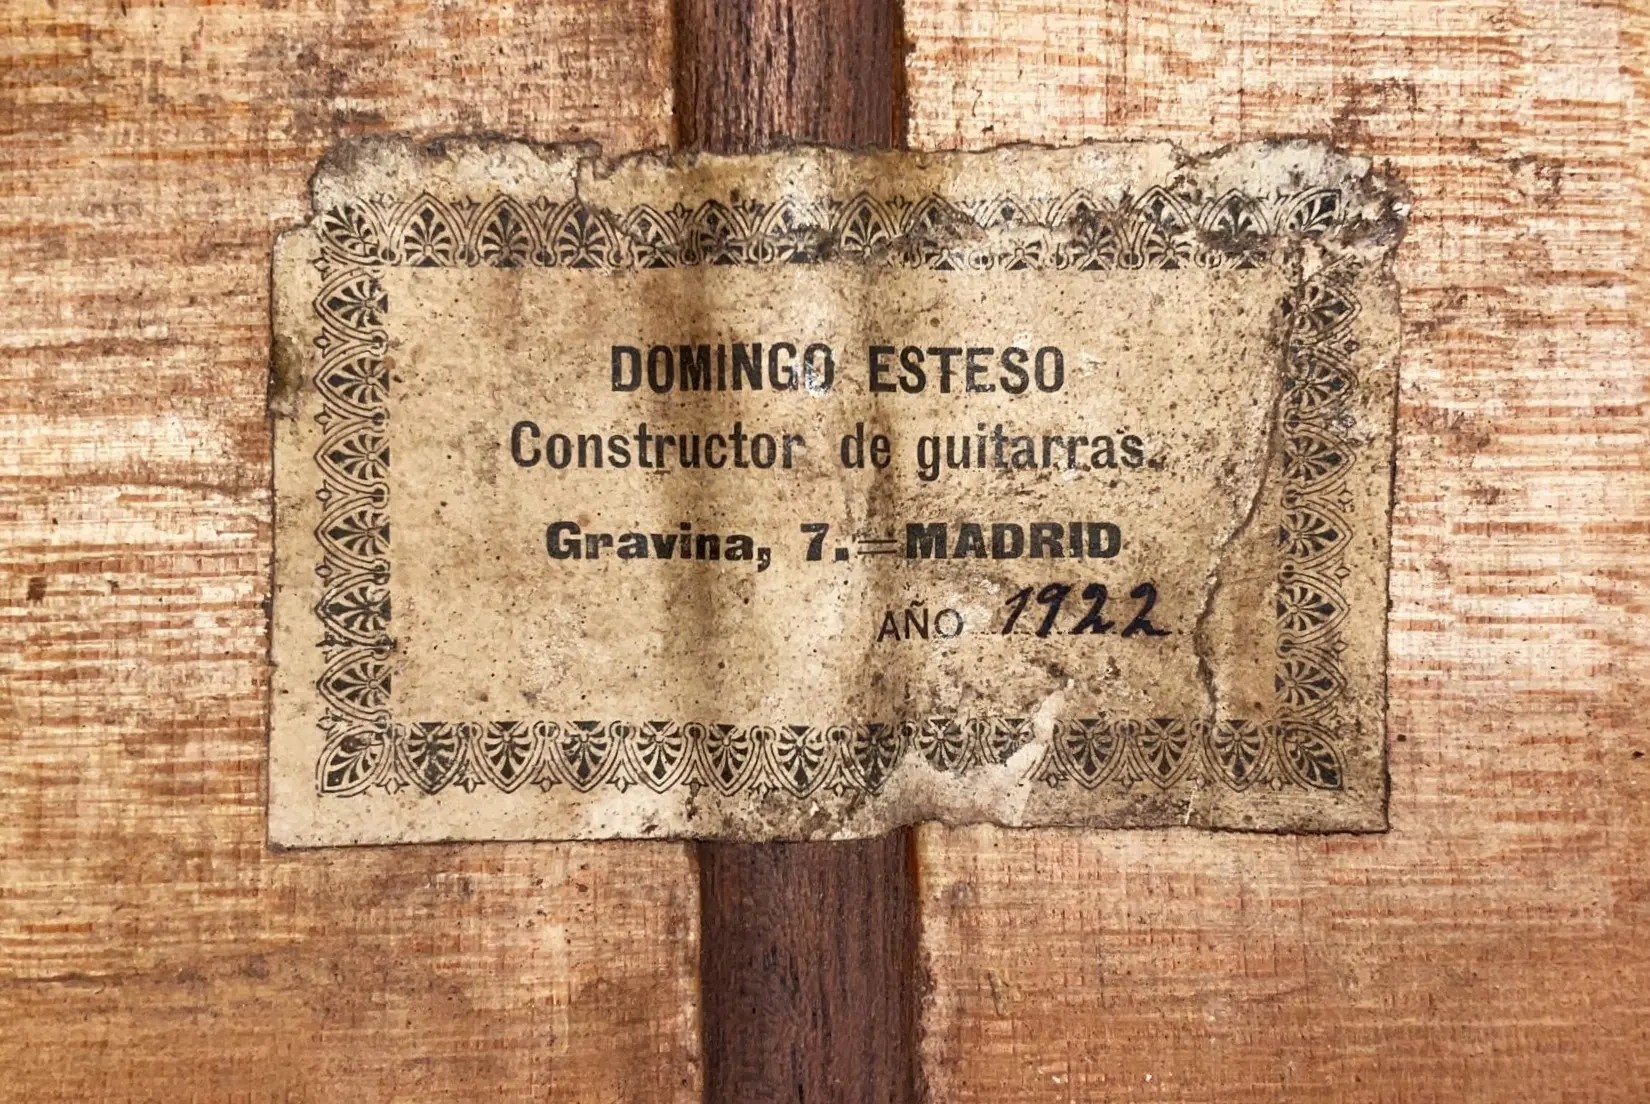 DOMINGO ESTESO
Constructor de guitarras.
Gravina, 7.=MADRID
AÑO 1922